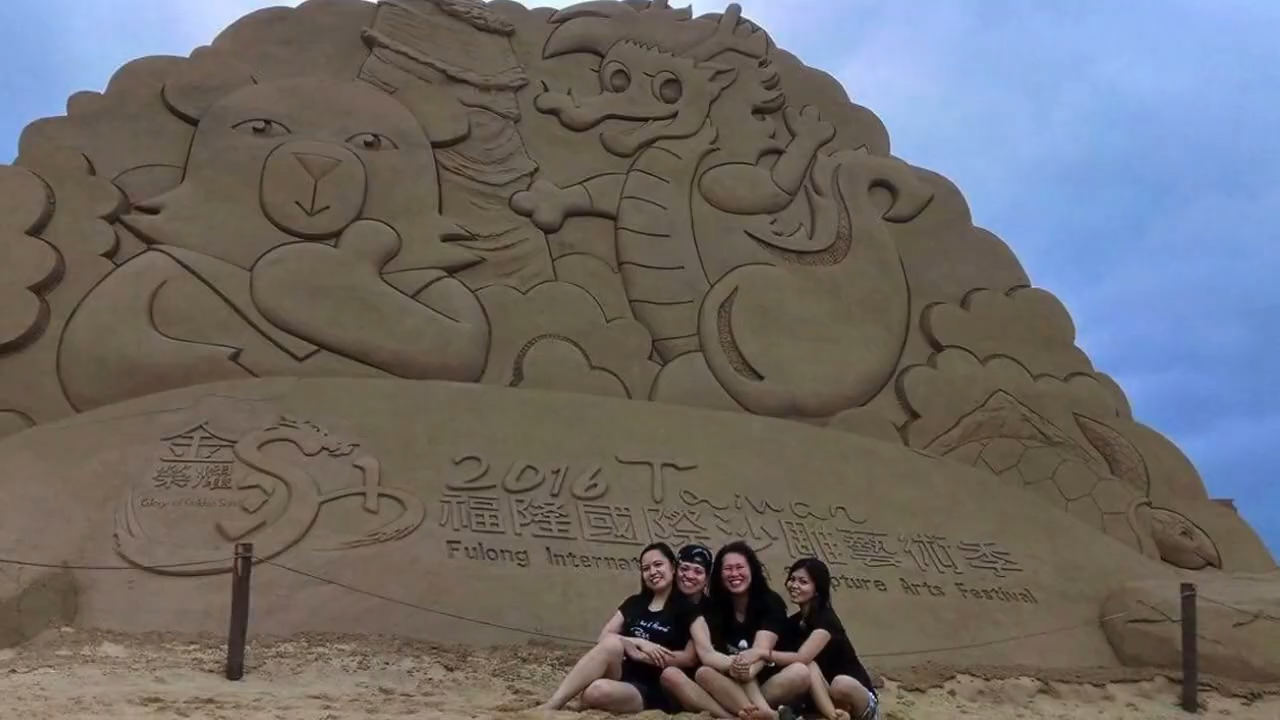 金
榮耀
Glory of Golden Sand
2016 Taiwan
福隆國際沙雕藝術季
Fulong Internat pture Arts Festival